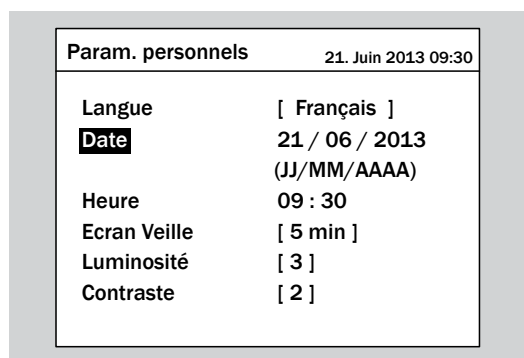 Param. personnels 21. Juin 2013 09:30
Langue [ Français ]
Date 21 / 06 / 2013
(JJ/MM/AAAA)
Heure 09 : 30
Ecran Veille [ 5 min ]
Luminosité [ 3 ]
Contraste [ 2 ]